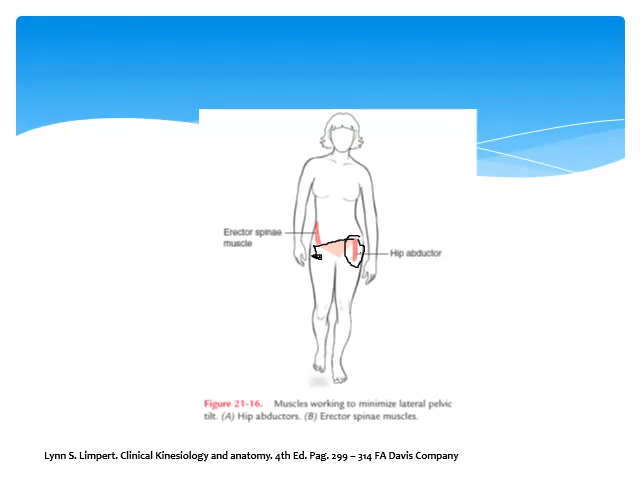 Erector spinae
muscle
Hip abductor
Figure 21-16. Muscles working to minimize lateral pelvic
tilt. (A) Hip abductors. (B) Erector spinae muscles.
Lynn S. Limpert. Clinical Kinesiology and anatomy. 4th Ed. Pag. 299 – 314 FA Davis Company